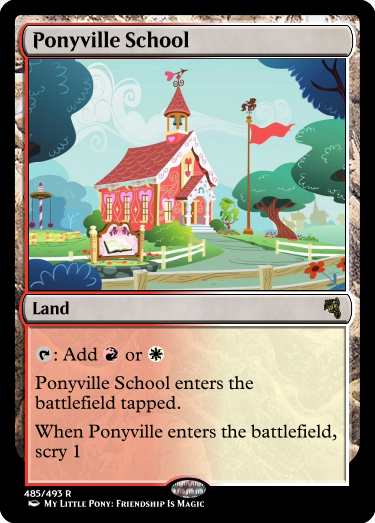 Ponyville School
Land
: Add or
Ponyville School enters the
battlefield tapped.
When Ponyville enters the battlefield,
scry 1
485/493 R
My Little Pony: Friendship Is Magic